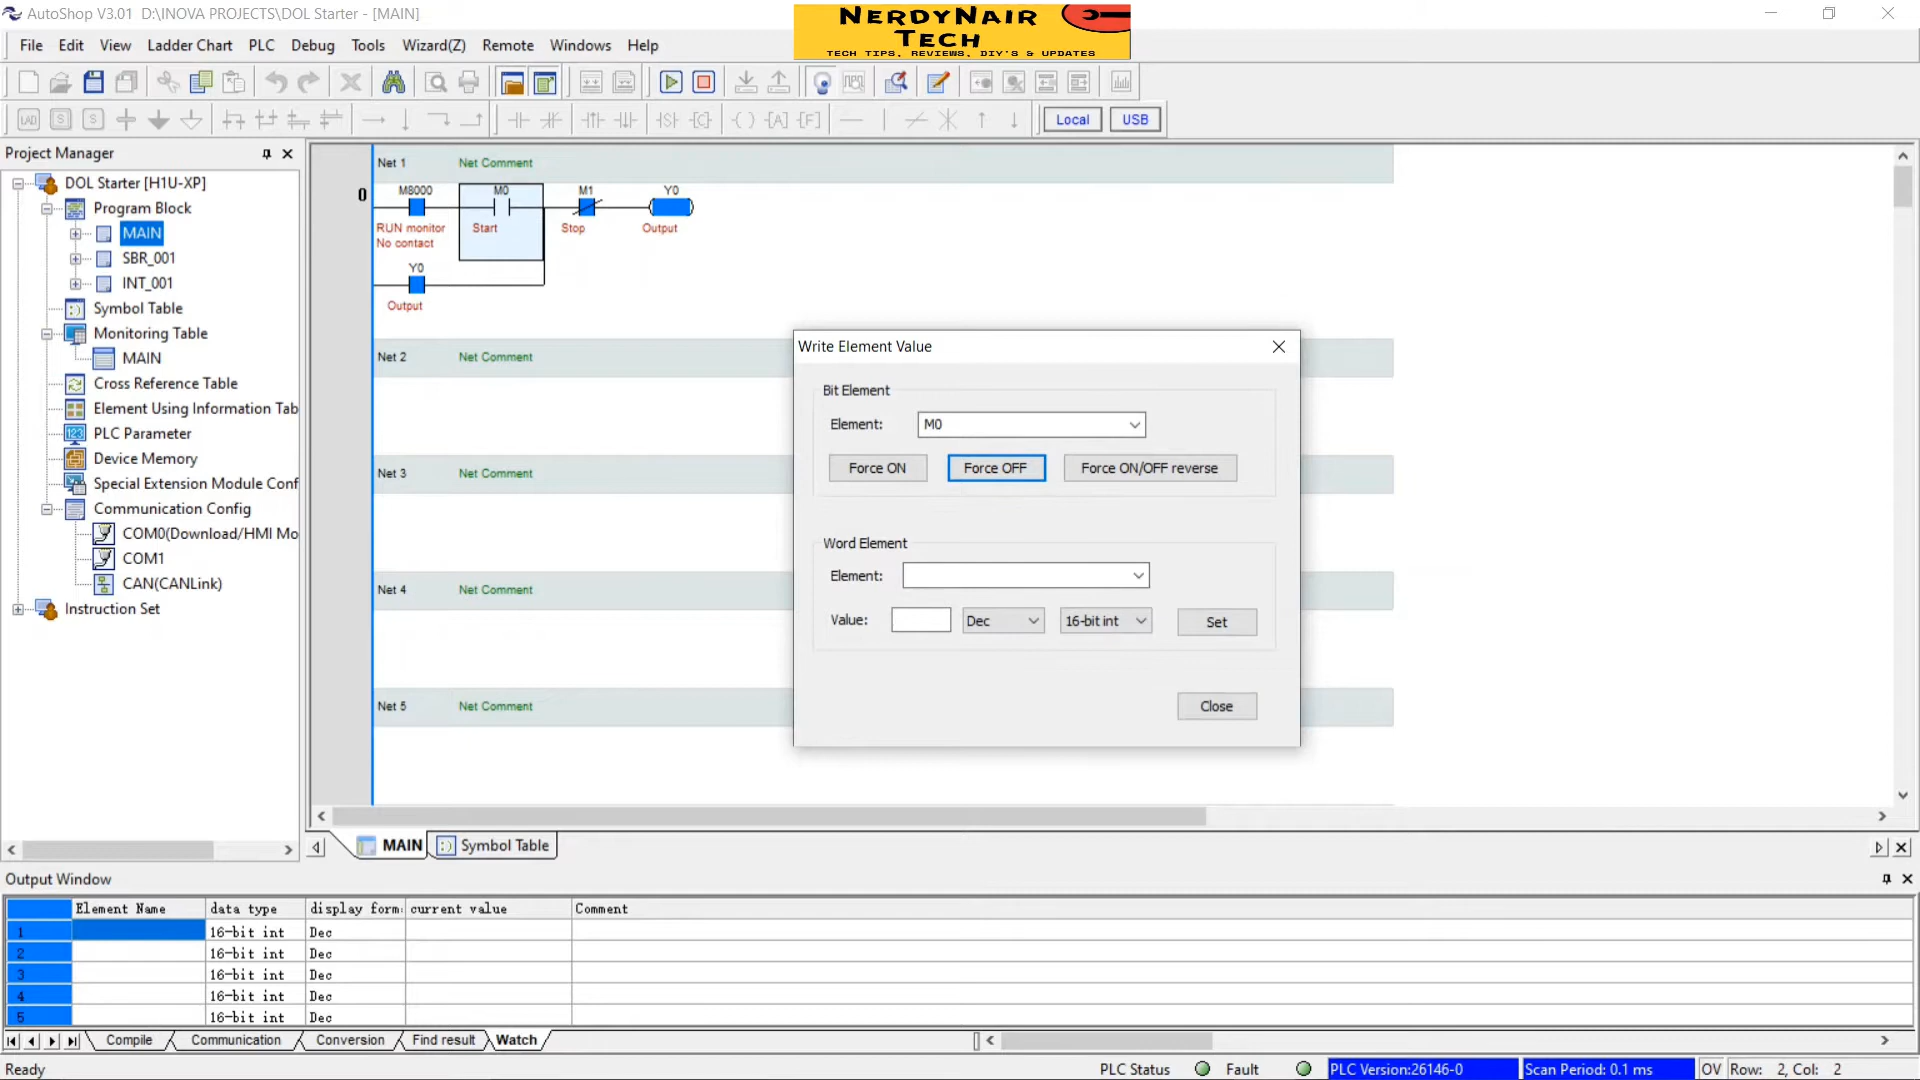 AutoShop V3.01  D:\INOVA PROJECTS\DOL Starter - [MAIN]
NERDYNAIR
TECH
TECH TIPS, REVIEWS, DIY'S & UPDATES
File Edit View Ladder Chart PLC Debug Tools Wizard(Z) Remote Windows Help
LAD S S S C ( ) [A] [F] Local USB
Project Manager
DOL Starter [H1U-XP]
Program Block
MAIN
SBR_001
INT_001
Symbol Table
Monitoring Table
MAIN
Cross Reference Table
Element Using Information Tab
PLC Parameter
Device Memory
Special Extension Module Conf
Communication Config
COM0(Download/HMI Mo
COM1
CAN(CANLink)
Instruction Set
Net 1 Net Comment
0
M8000 M0 M1 Y0
RUN monitor Start Stop Output
No contact
Y0
Output
Net 2 Net Comment
Net 3 Net Comment
Net 4 Net Comment
Net 5 Net Comment
Write Element Value
Bit Element
Element: M0
Force ON Force OFF Force ON/OFF reverse
Word Element
Element:
Value: Dec 16-bit int Set
Close
MAIN Symbol Table
Output Window
Element Name data type display form: current value Comment
1 16-bit int Dec
2 16-bit int Dec
3 16-bit int Dec
4 16-bit int Dec
5 16-bit int Dec
Compile Communication Conversion Find result Watch
Ready PLC Status Fault PLC Version:26146-0 Scan Period: 0.1 ms OV Row: 2, Col: 2